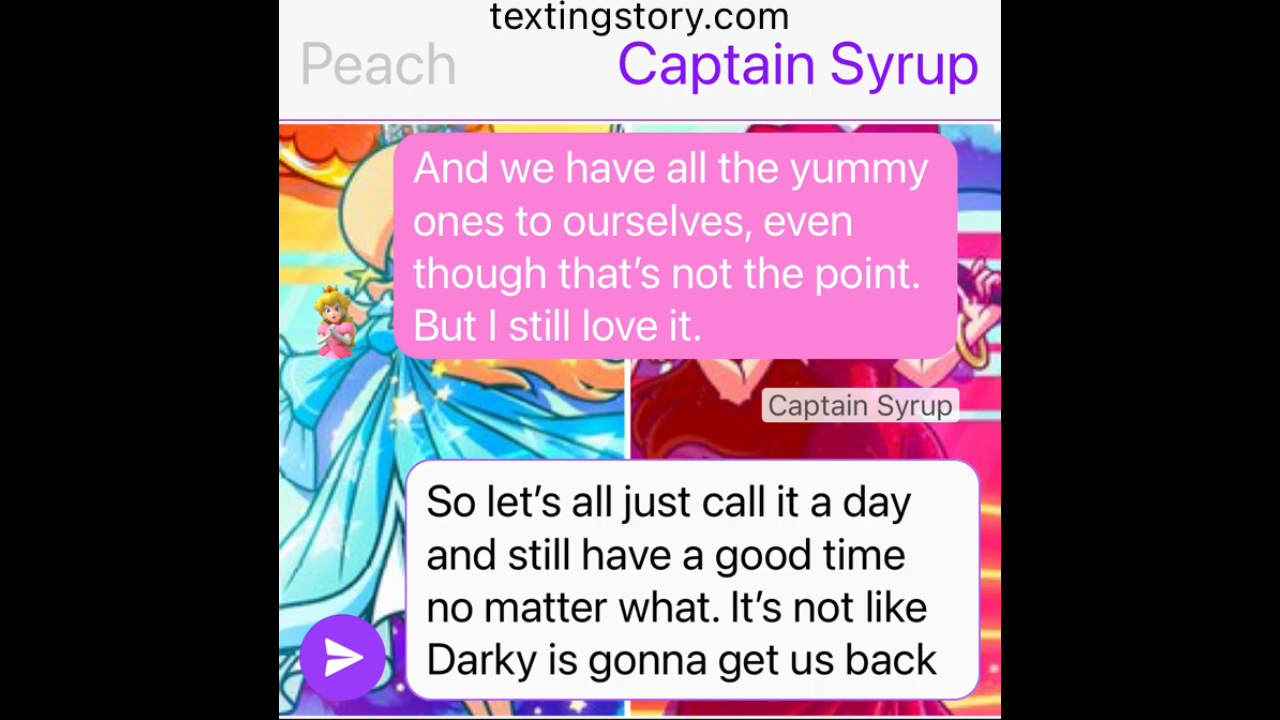 textingstory.com
Peach
Captain Syrup
And we have all the yummy
ones to ourselves, even
though that’s not the point.
But I still love it.
Captain Syrup
So let’s all just call it a day
and still have a good time
no matter what. It’s not like
Darky is gonna get us back